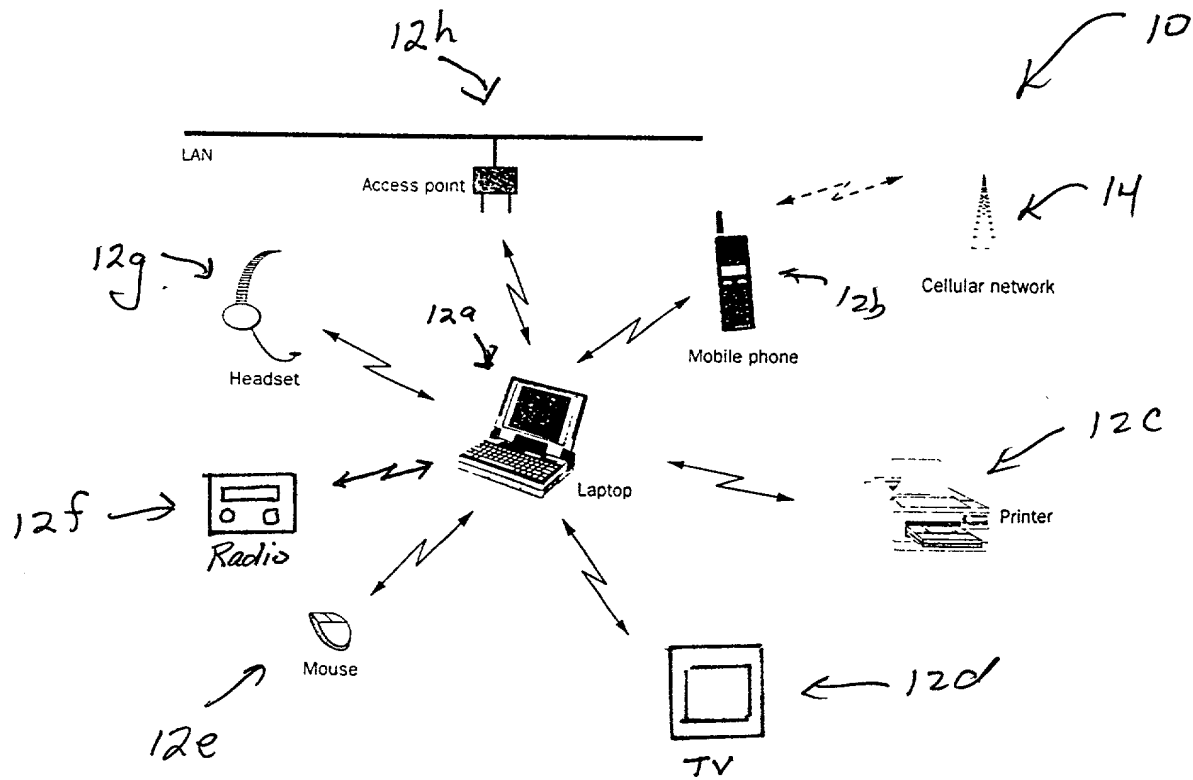 12h
10
LAN
Access point
14
12g
12b
Cellular network
12a
Mobile phone
Headset
12c
Laptop
Printer
12f
Radio
Mouse
12d
12e
TV